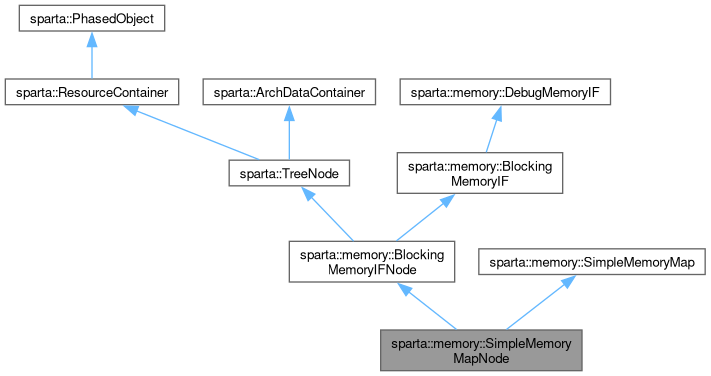 sparta::PhasedObject
sparta::ResourceContainer
sparta::ArchDataContainer
sparta::memory::DebugMemoryIF
sparta::TreeNode
sparta::memory::Blocking
MemoryIF
sparta::memory::Blocking
MemoryIFNode
sparta::memory::SimpleMemoryMap
sparta::memory::SimpleMemory
MapNode